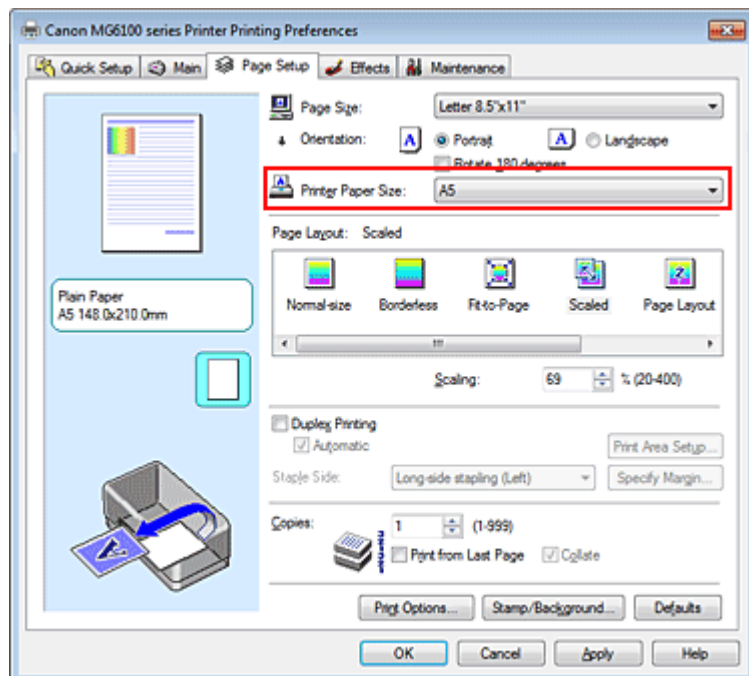 Canon MG6100 series Printer Printing Preferences
Quick Setup Main Page Setup Effects Maintenance
Page Size: Letter 8.5"x11"
Orientation: A Portrait A Landscape
Rotate 180 degrees
Printer Paper Size: A5
Page Layout: Scaled
Normal-size Borderless Fit-to-Page Scaled Page Layout
Plain Paper
A5 148.0x210.0mm
Scaling: 69 % (20-400)
Duplex Printing
Automatic
Print Area Setup...
Staple Side: Long-side stapling (Left) Specify Margin...
Copies: 1 (1-999)
Print from Last Page Collate
Print Options... Stamp/Background... Defaults
OK Cancel Apply Help